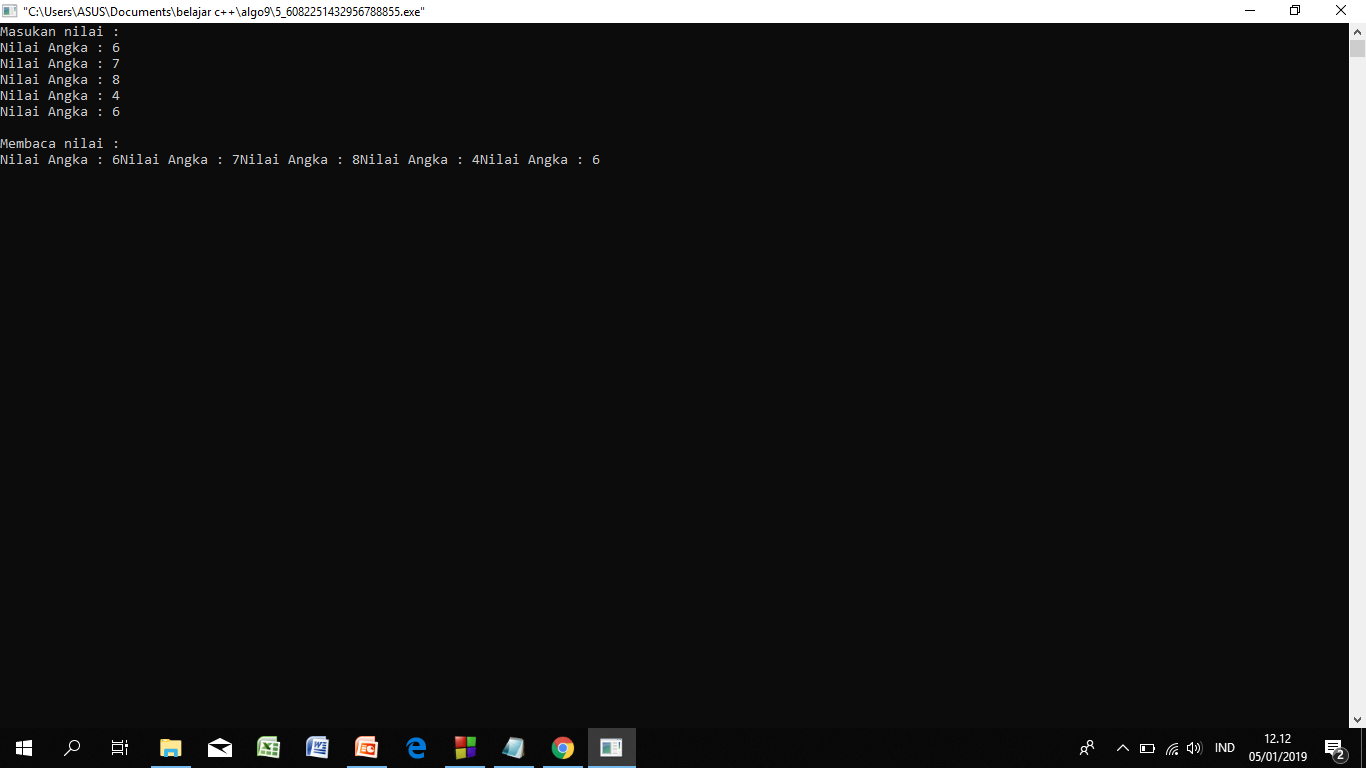 "C:\Users\ASUS\Documents\belajar c++\algo9\5_6082251432956788855.exe"
Masukan nilai :
Nilai Angka : 6
Nilai Angka : 7
Nilai Angka : 8
Nilai Angka : 4
Nilai Angka : 6
Membaca nilai :
Nilai Angka : 6Nilai Angka : 7Nilai Angka : 8Nilai Angka : 4Nilai Angka : 6
IND
12.12
05/01/2019
2